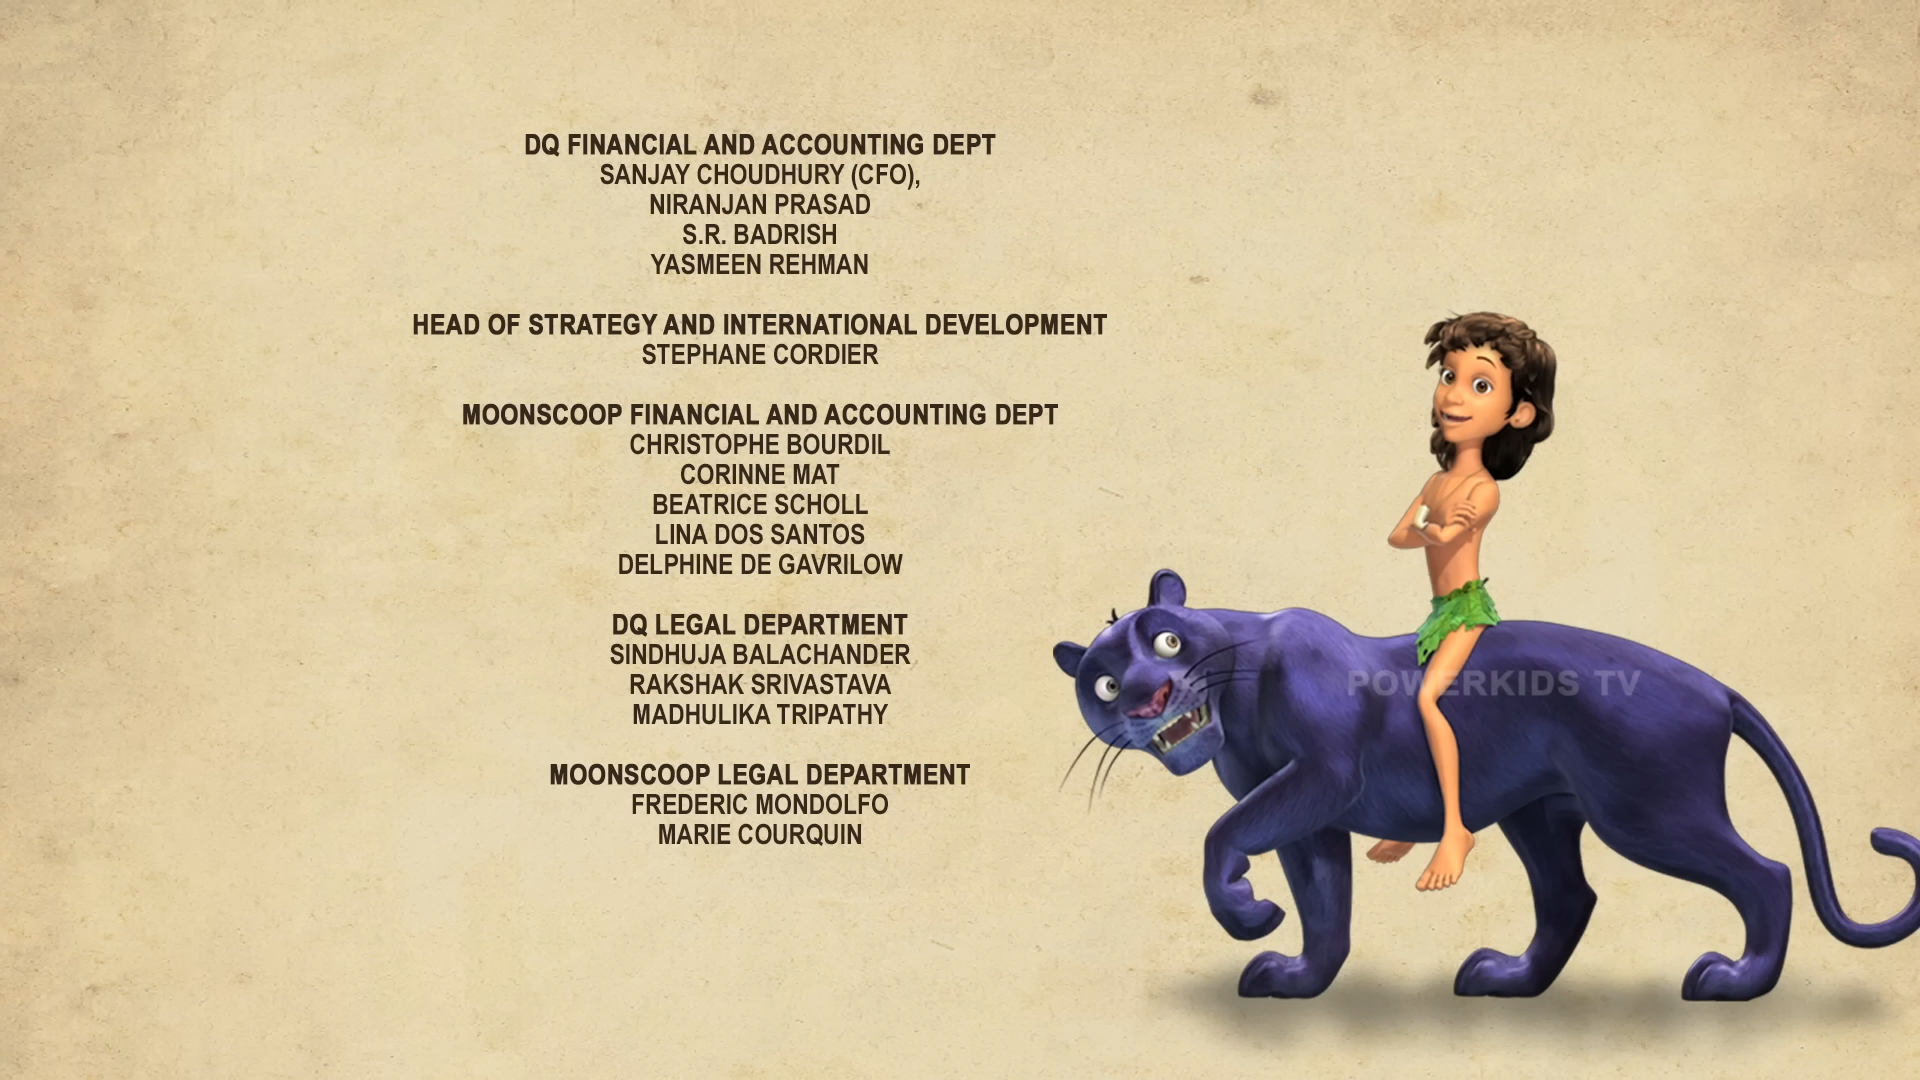 DQ FINANCIAL AND ACCOUNTING DEPT
SANJAY CHOUDHURY (CFO),
NIRANJAN PRASAD
S.R. BADRISH
YASMEEN REHMAN
HEAD OF STRATEGY AND INTERNATIONAL DEVELOPMENT
STEPHANE CORDIER
MOONSCOOP FINANCIAL AND ACCOUNTING DEPT
CHRISTOPHE BOURDIL
CORINNE MAT
BEATRICE SCHOLL
LINA DOS SANTOS
DELPHINE DE GAVRILOW
DQ LEGAL DEPARTMENT
SINDHUJA BALACHANDER
RAKSHAK SRIVASTAVA
MADHULIKA TRIPATHY
MOONSCOOP LEGAL DEPARTMENT
FREDERIC MONDOLFO
MARIE COURQUIN
POWERKIDS TV